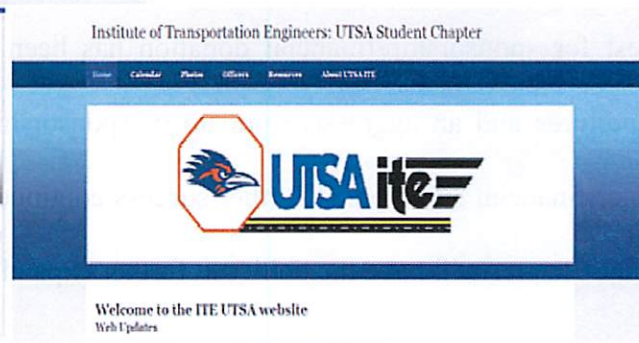 Institute of Transportation Engineers: UTSA Student Chapter
Home Calendar Photos Officers Resources About UTSA ITE
UTSA ite
Welcome to the ITE UTSA website
Web Updates